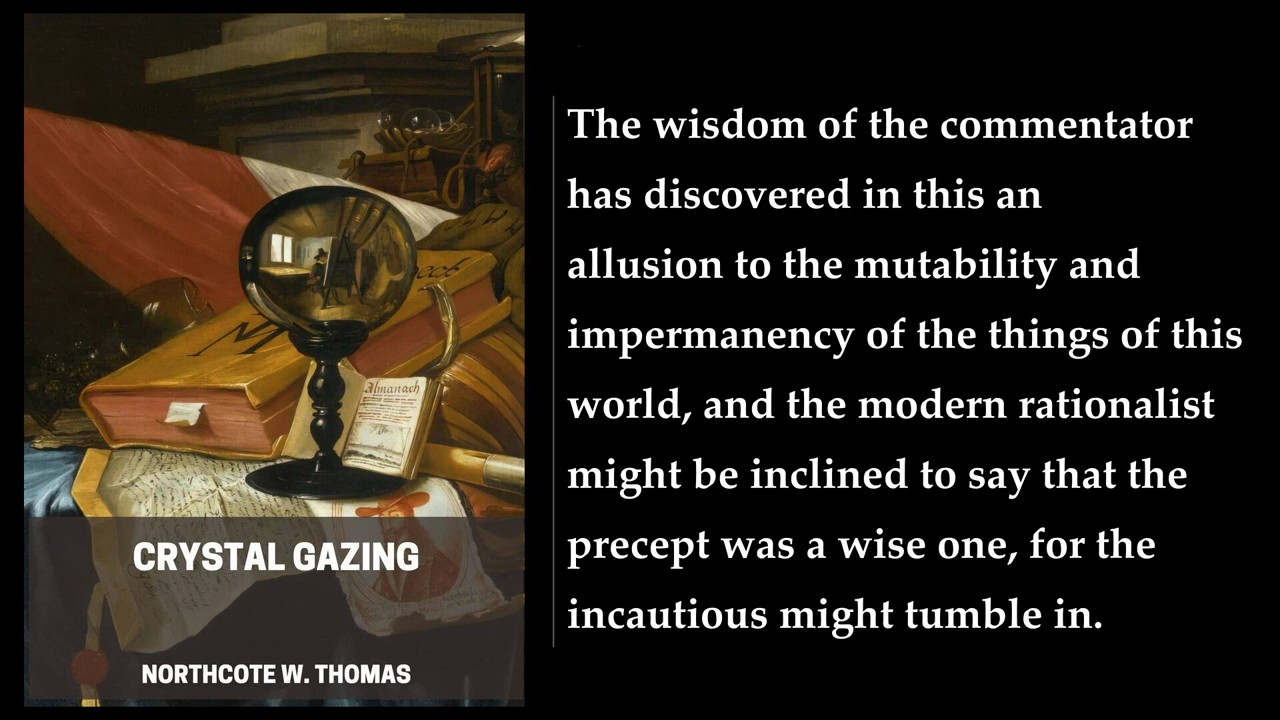 Almanach
M
CRYSTAL GAZING
NORTHCOTE W. THOMAS
The wisdom of the commentator
has discovered in this an
allusion to the mutability and
impermanency of the things of this
world, and the modern rationalist
might be inclined to say that the
precept was a wise one, for the
incautious might tumble in.